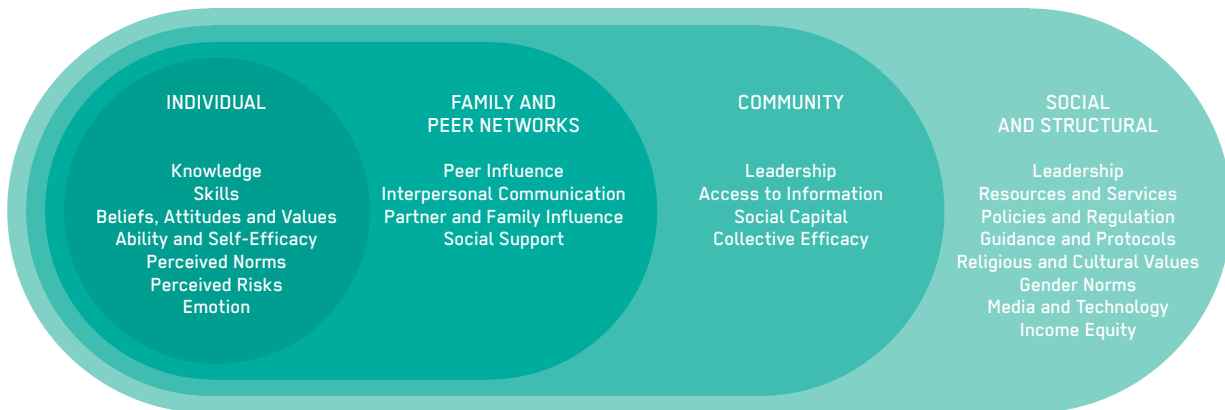 INDIVIDUAL
Knowledge
Skills
Beliefs, Attitudes and Values
Ability and Self-Efficacy
Perceived Norms
Perceived Risks
Emotion
FAMILY AND
PEER NETWORKS
Peer Influence
Interpersonal Communication
Partner and Family Influence
Social Support
COMMUNITY
Leadership
Access to Information
Social Capital
Collective Efficacy
SOCIAL
AND STRUCTURAL
Leadership
Resources and Services
Policies and Regulation
Guidance and Protocols
Religious and Cultural Values
Gender Norms
Media and Technology
Income Equity